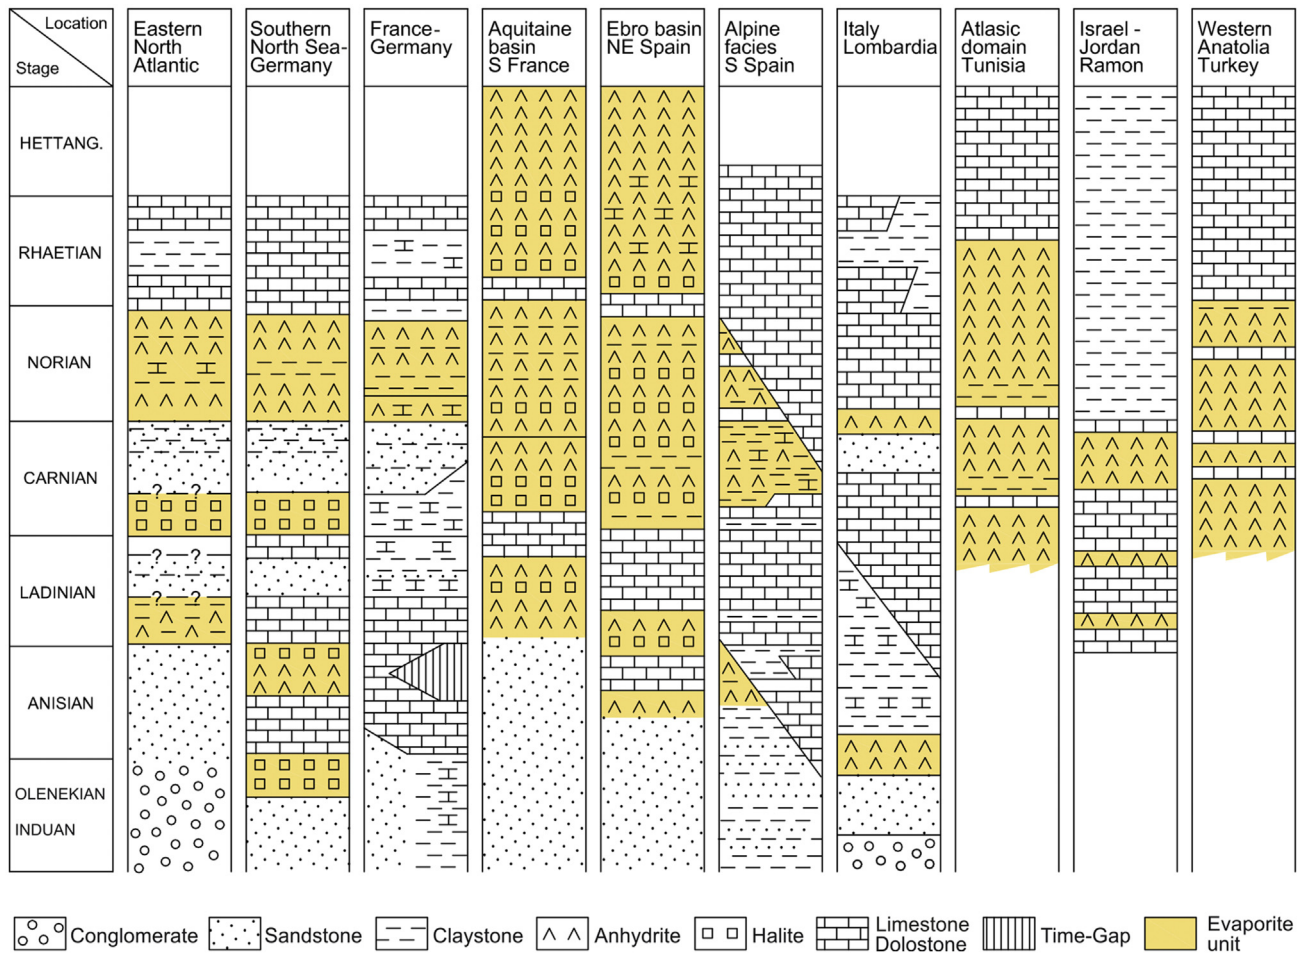 Location
Stage
Eastern
North
Atlantic
Southern
North Sea-
Germany
France-
Germany
Aquitaine
basin
S France
Ebro basin
NE Spain
Alpine
facies
S Spain
Italy
Lombardia
Atlasic
domain
Tunisia
Israel -
Jordan
Ramon
Western
Anatolia
Turkey
HETTANG.
RHAETIAN
NORIAN
CARNIAN
? ?
LADINIAN
? ?
? ?
ANISIAN
OLENEKIAN
INDUAN
Conglomerate
Sandstone
Claystone
Anhydrite
Halite
Limestone
Dolostone
Time-Gap
Evaporite
unit